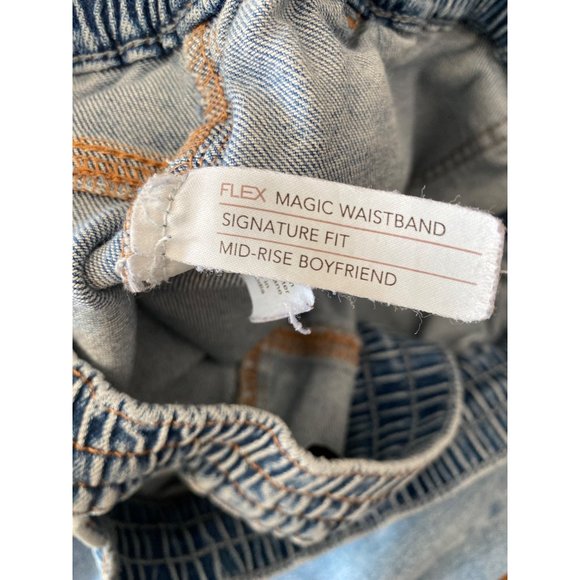 FLEX MAGIC WAISTBAND
SIGNATURE FIT
MID-RISE BOYFRIEND